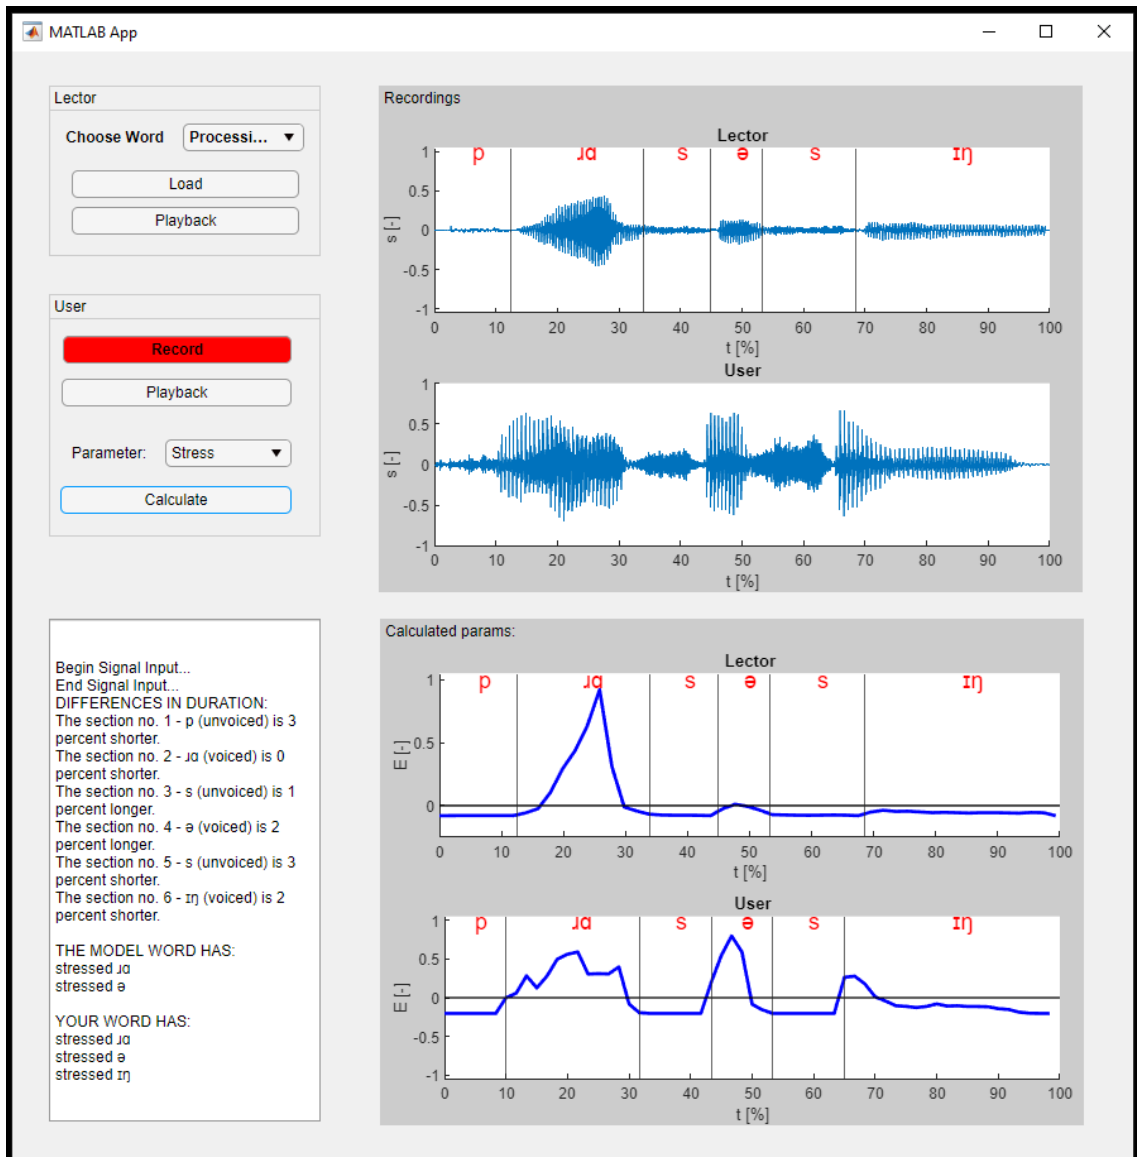 MATLAB App
Lector
Choose Word Processi...
Load
Playback
User
Record
Playback
Parameter: Stress
Calculate
Begin Signal Input...
End Signal Input...
DIFFERENCES IN DURATION:
The section no. 1 - p (unvoiced) is 3
percent shorter.
The section no. 2 - ɹɑ (voiced) is 0
percent shorter.
The section no. 3 - s (unvoiced) is 1
percent longer.
The section no. 4 - ə (voiced) is 2
percent longer.
The section no. 5 - s (unvoiced) is 3
percent shorter.
The section no. 6 - ɪŋ (voiced) is 2
percent shorter.
THE MODEL WORD HAS:
stressed ɹɑ
stressed ə
YOUR WORD HAS:
stressed ɹɑ
stressed ə
stressed ɪŋ
Recordings
Lector
p ɹɑ s ə s ɪŋ
1
0.5
0
-0.5
-1
s [-]
0 10 20 30 40 50 60 70 80 90 100
t [%]
User
1
0.5
0
-0.5
-1
s [-]
0 10 20 30 40 50 60 70 80 90 100
t [%]
Calculated params:
Lector
p ɹɑ s ə s ɪŋ
1
0.5
0
E [-]
0 10 20 30 40 50 60 70 80 90 100
t [%]
User
p ɹɑ s ə s ɪŋ
1
0.5
0
-0.5
-1
E [-]
0 10 20 30 40 50 60 70 80 90 100
t [%]